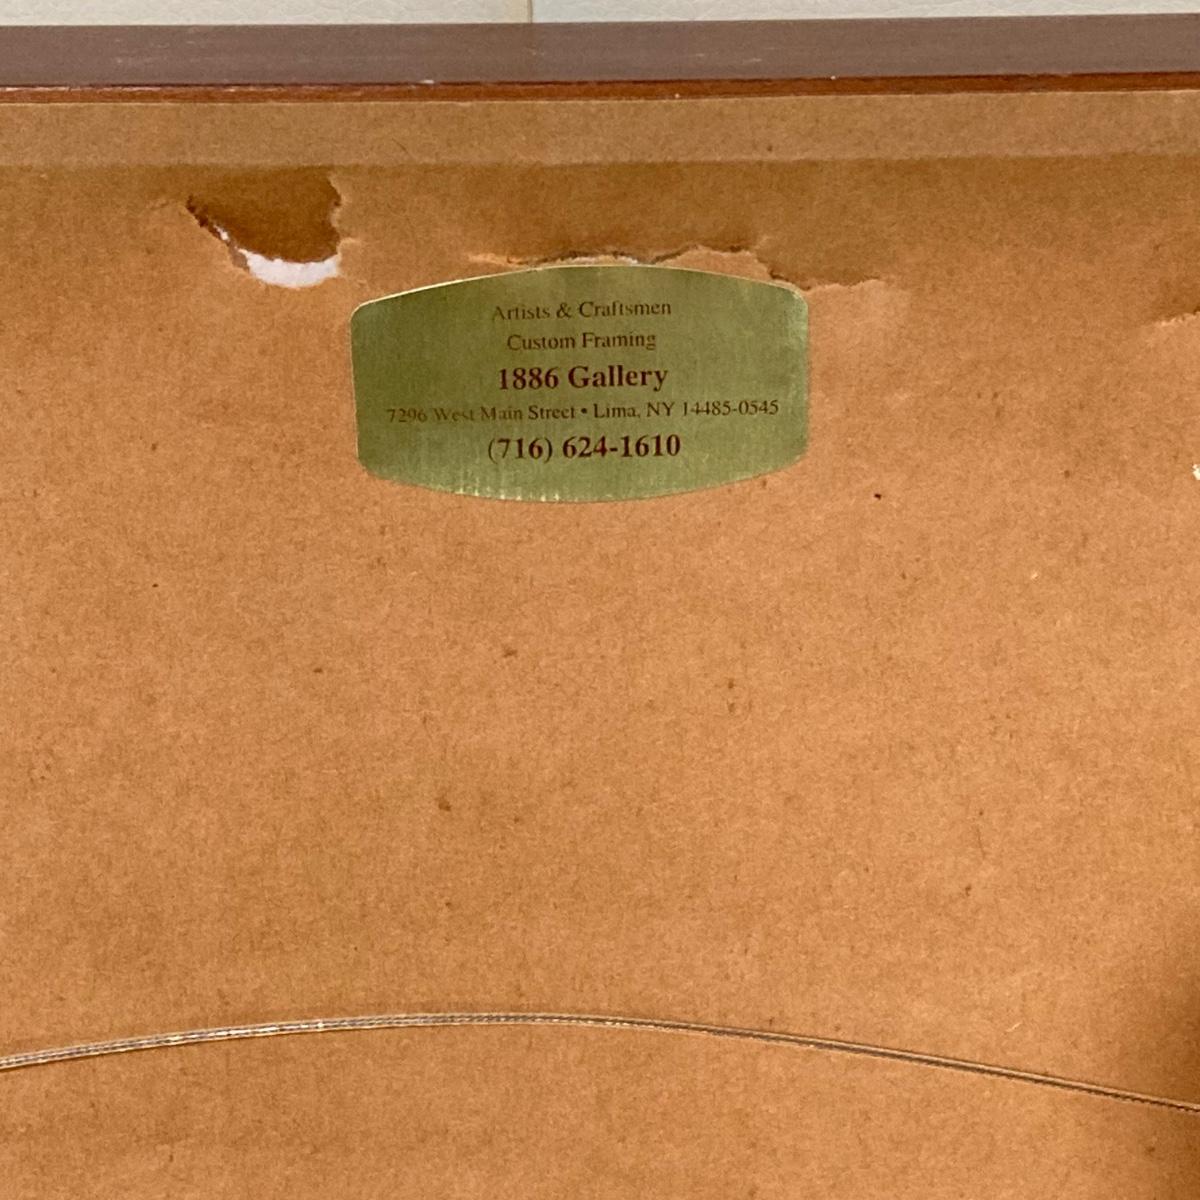 Artists & Craftsmen
Custom Framing
1886 Gallery
7296 West Main Street • Lima, NY 14485-0545
(716) 624-1610